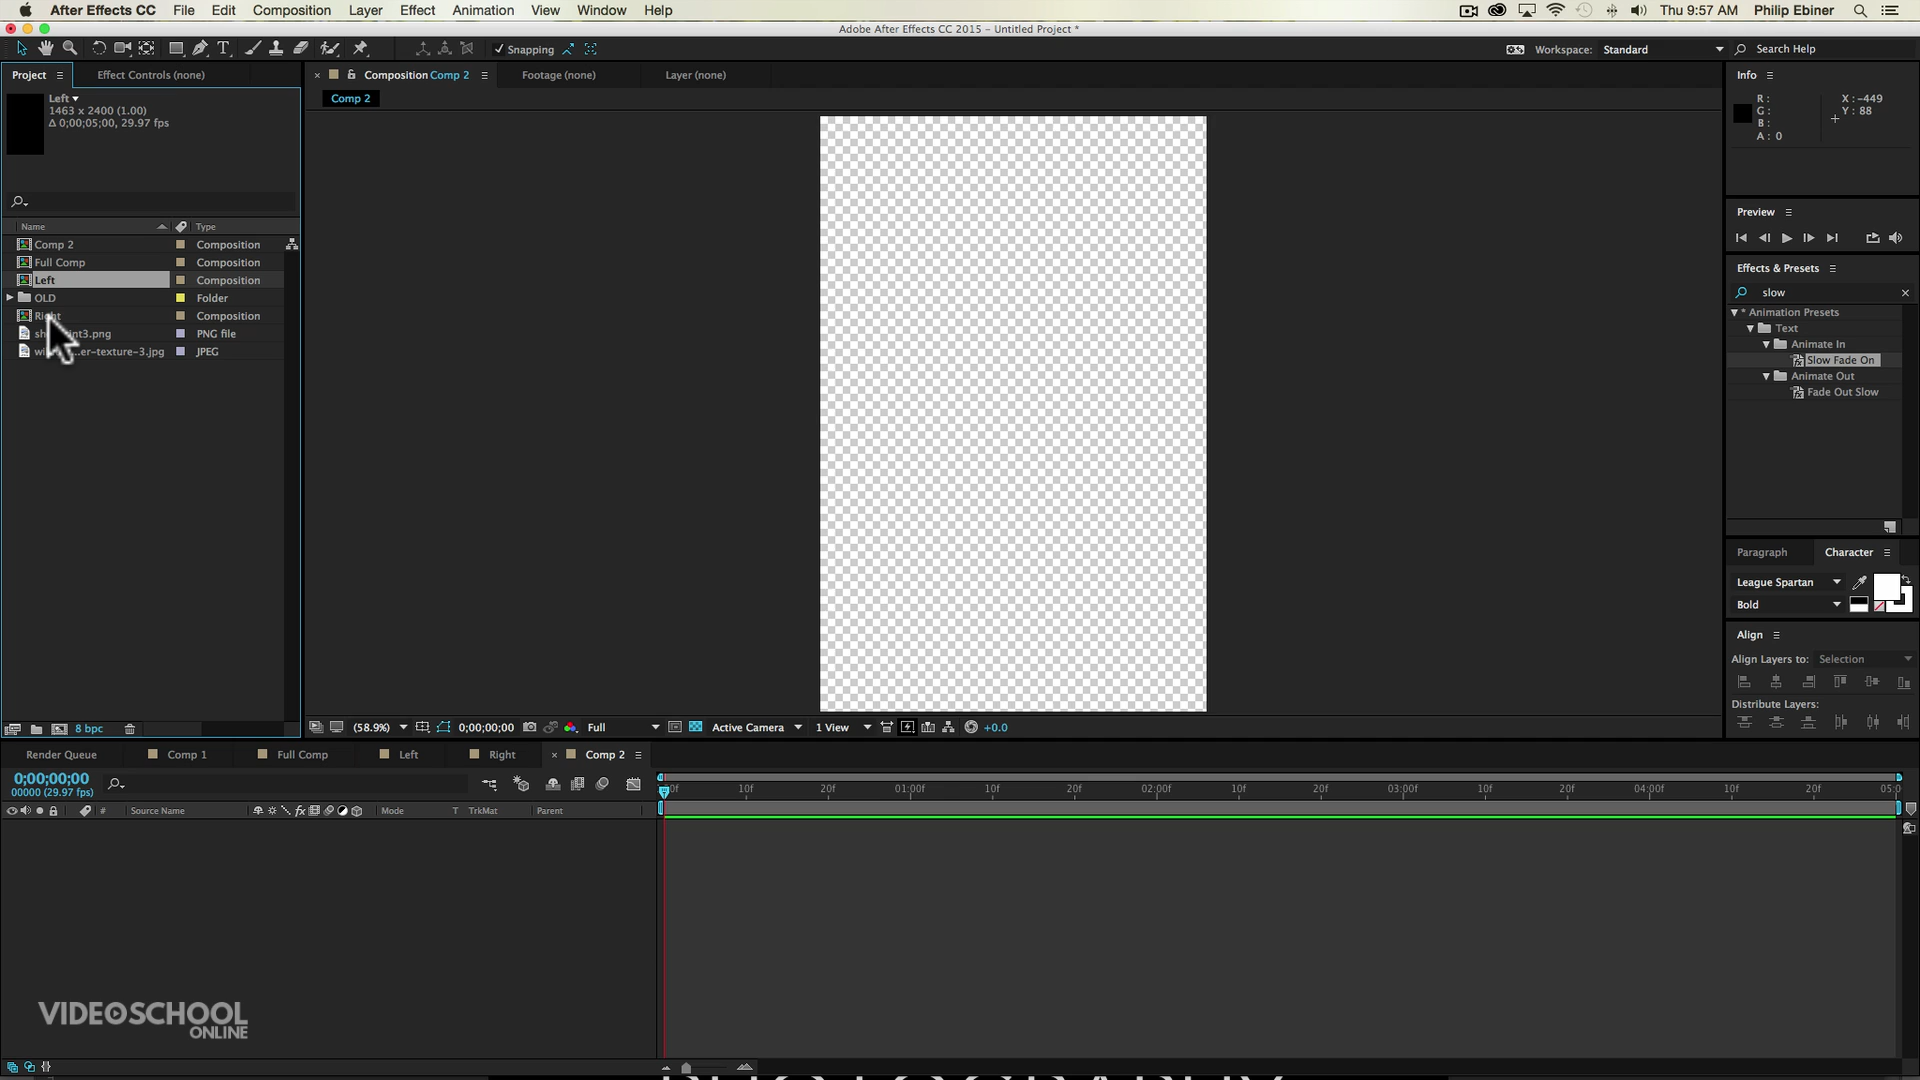 After Effects CC File Edit Composition Layer Effect Animation View Window Help Thu 9:57 AM Philip Ebiner
Adobe After Effects CC 2015 - Untitled Project *
Snapping Workspace: Standard Search Help
Project Effect Controls (none) Composition Comp 2 Footage (none) Layer (none) Info
Left
1463 x 2400 (1.00)
Δ 0;00;05;00, 29.97 fps
Comp 2
R: X: -449
G: Y: 88
B:
A: 0
Preview
Name Type
Comp 2 Composition
Full Comp Composition
Left Composition
OLD Folder
Right Composition
PNG file
JPEG
Effects & Presets
slow
* Animation Presets
Text
Animate In
Slow Fade On
Animate Out
Fade Out Slow
Paragraph Character
League Spartan
Bold
Align
Align Layers to: Selection
Distribute Layers:
8 bpc (58.9%) 0;00;00;00 Full Active Camera 1 View +0.0
Render Queue Comp 1 Full Comp Left Right Comp 2
0;00;00;00
00000 (29.97 fps)
10f 20f 01:00f 10f 20f 02:00f 10f 20f 03:00f 10f 20f 04:00f 10f 20f 05:0
# Source Name fx Mode T TrkMat Parent
VIDEOSCHOOL
ONLINE